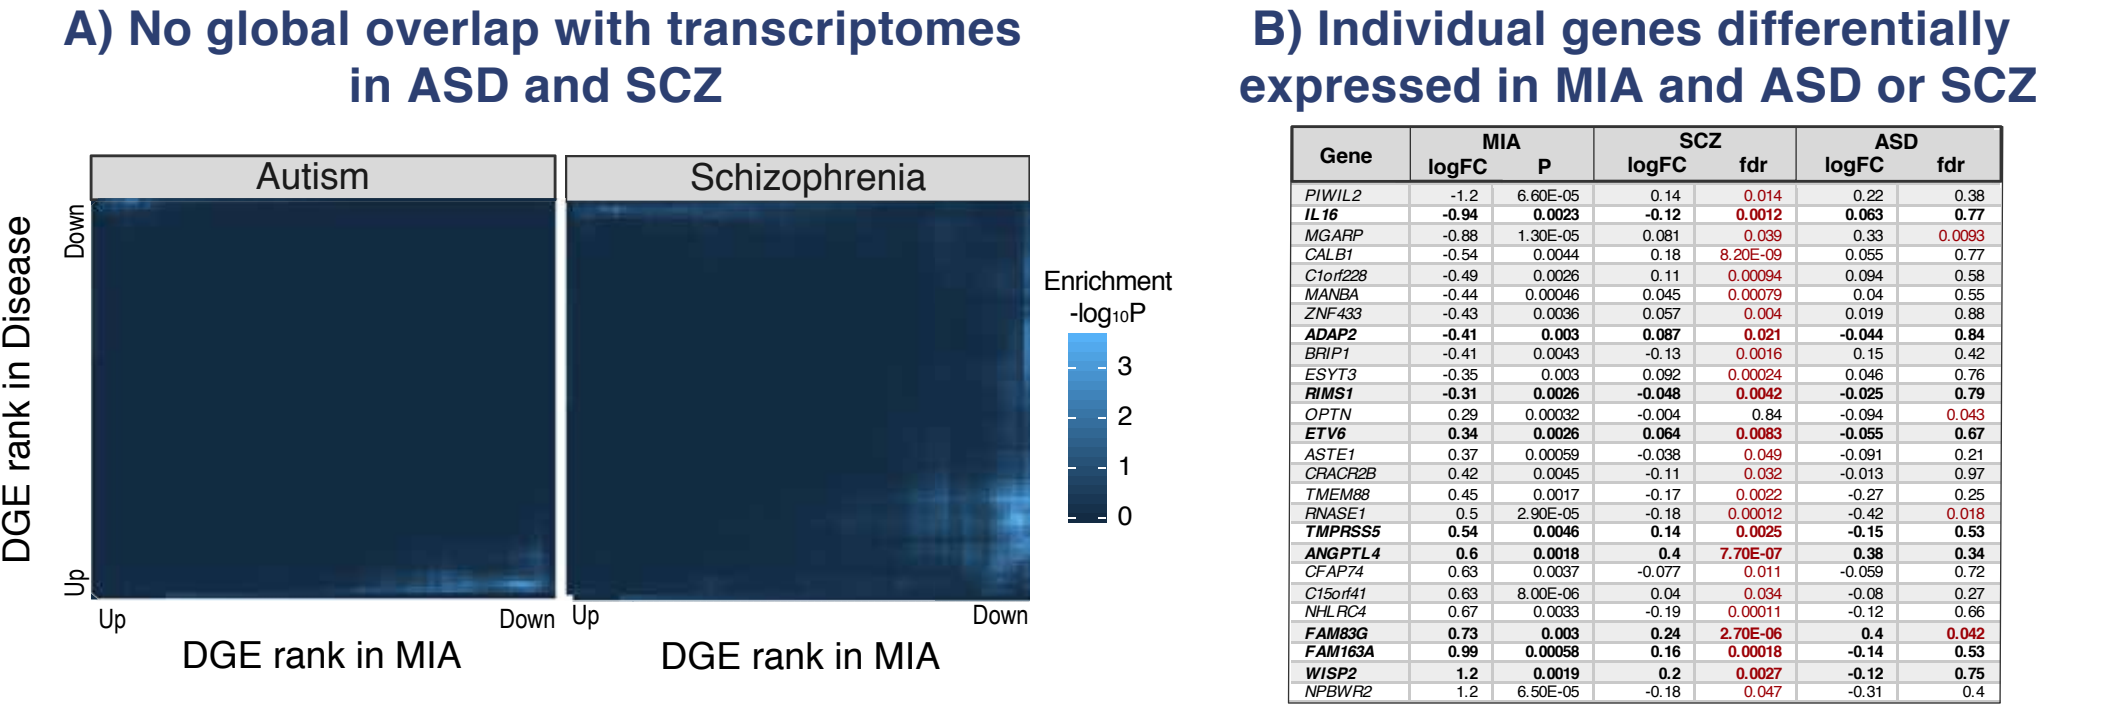 A) No global overlap with transcriptomes
in ASD and SCZ
Autism
Schizophrenia
DGE rank in Disease
Down
Up
Up
Down
Up
Down
DGE rank in MIA
DGE rank in MIA
Enrichment
-log10P
3
2
1
0
B) Individual genes differentially
expressed in MIA and ASD or SCZ
Gene MIA SCZ ASD
logFC P logFC fdr logFC fdr
PIWIL2 -1.2 6.60E-05 0.14 0.014 0.22 0.38
IL16 -0.94 0.0023 -0.12 0.0012 0.063 0.77
MGARP -0.88 1.30E-05 0.081 0.039 0.33 0.0093
CALB1 -0.54 0.0044 0.18 8.20E-09 0.055 0.77
C1orf228 -0.49 0.0026 0.11 0.00094 0.094 0.58
MANBA -0.44 0.00046 0.045 0.00079 0.04 0.55
ZNF433 -0.43 0.0036 0.057 0.004 0.019 0.88
ADAP2 -0.41 0.003 0.087 0.021 -0.044 0.84
BRIP1 -0.41 0.0043 -0.13 0.0016 0.15 0.42
ESYT3 -0.35 0.003 0.092 0.00024 0.046 0.76
RIMS1 -0.31 0.0026 -0.048 0.0042 -0.025 0.79
OPTN 0.29 0.00032 -0.004 0.84 -0.094 0.043
ETV6 0.34 0.0026 0.064 0.0083 -0.055 0.67
ASTE1 0.37 0.00059 -0.038 0.049 -0.091 0.21
CRACR2B 0.42 0.0045 -0.11 0.032 -0.013 0.97
TMEM88 0.45 0.0017 -0.17 0.0022 -0.27 0.25
RNASE1 0.5 2.90E-05 -0.18 0.00012 -0.42 0.018
TMPRSS5 0.54 0.0046 0.14 0.0025 -0.15 0.53
ANGPTL4 0.6 0.0018 0.4 7.70E-07 0.38 0.34
CFAP74 0.63 0.0037 -0.077 0.011 -0.059 0.72
C15orf41 0.63 8.00E-06 0.04 0.034 -0.08 0.27
NHLRC4 0.67 0.0033 -0.19 0.00011 -0.12 0.66
FAM83G 0.73 0.003 0.24 2.70E-06 0.4 0.042
FAM163A 0.99 0.00058 0.16 0.00018 -0.14 0.53
WISP2 1.2 0.0019 0.2 0.0027 -0.12 0.75
NPBWR2 1.2 6.50E-05 -0.18 0.047 -0.31 0.4